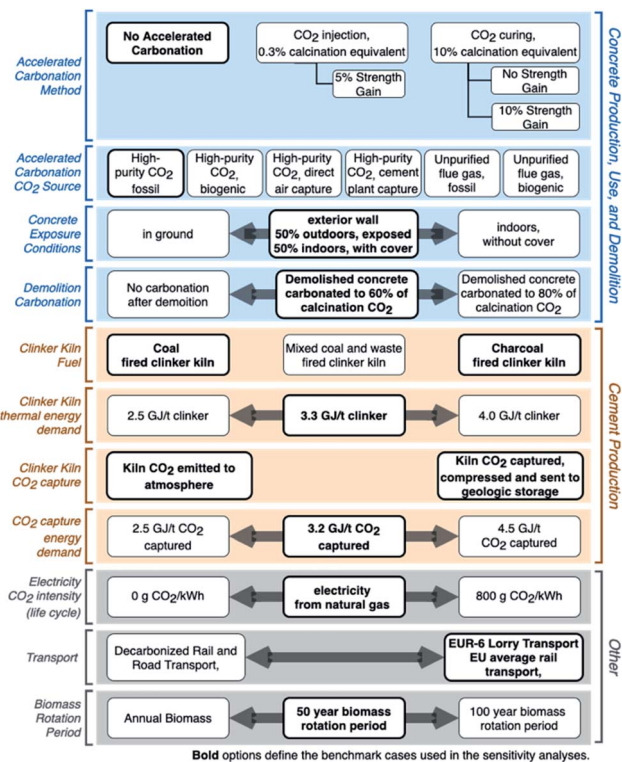 Accelerated
Carbonation
Method
No Accelerated
Carbonation
CO2 injection,
0.3% calcination equivalent
5% Strength
Gain
CO2 curing,
10% calcination equivalent
No Strength
Gain
10% Strength
Gain
Accelerated
Carbonation
CO2 Source
High-
purity CO2
fossil
High-purity
CO2,
biogenic
High-purity
CO2, direct
air capture
High-purity
CO2, cement
plant capture
Unpurified
flue gas,
fossil
Unpurified
flue gas,
biogenic
Concrete
Exposure
Conditions
in ground
exterior wall
50% outdoors, exposed
50% indoors, with cover
indoors,
without cover
Demolition
Carbonation
No carbonation
after demoition
Demolished concrete
carbonated to 60% of
calcination CO2
Demolished concrete
carbonated to 80% of
calcination CO2
Concrete Production, Use, and Demolition
Clinker Kiln
Fuel
Coal
fired clinker kiln
Mixed coal and waste
fired clinker kiln
Charcoal
fired clinker kiln
Clinker Kiln
thermal energy
demand
2.5 GJ/t clinker
3.3 GJ/t clinker
4.0 GJ/t clinker
Clinker Kiln
CO2 capture
Kiln CO2 emitted to
atmosphere
Kiln CO2 captured,
compressed and sent to
geologic storage
CO2 capture
energy
demand
2.5 GJ/t CO2
captured
3.2 GJ/t CO2
captured
4.5 GJ/t
CO2 captured
Cement Production
Electricity
CO2 intensity
(life cycle)
0 g CO2/kWh
electricity
from natural gas
800 g CO2/kWh
Transport
Decarbonized Rail and
Road Transport,
EUR-6 Lorry Transport
EU average rail
transport,
Biomass
Rotation
Period
Annual Biomass
50 year biomass
rotation period
100 year biomass
rotation period
Other
Bold options define the benchmark cases used in the sensitivity analyses.